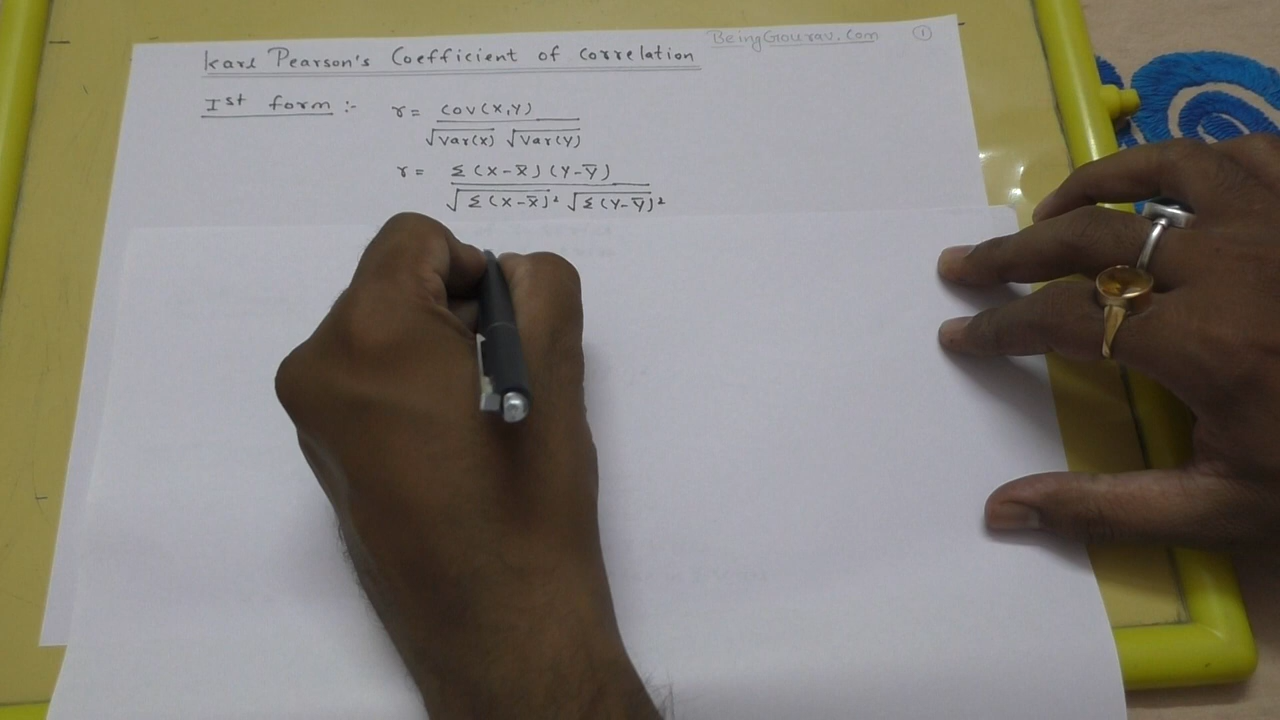 BeingGourav.Com ①
Karl Pearson's Coefficient of Correlation
Ist form :- r = COV(X,Y)
√Var(X) √Var(Y)
r = Σ(X-X̄)(Y-Ȳ)
√Σ(X-X̄)² √Σ(Y-Ȳ)²